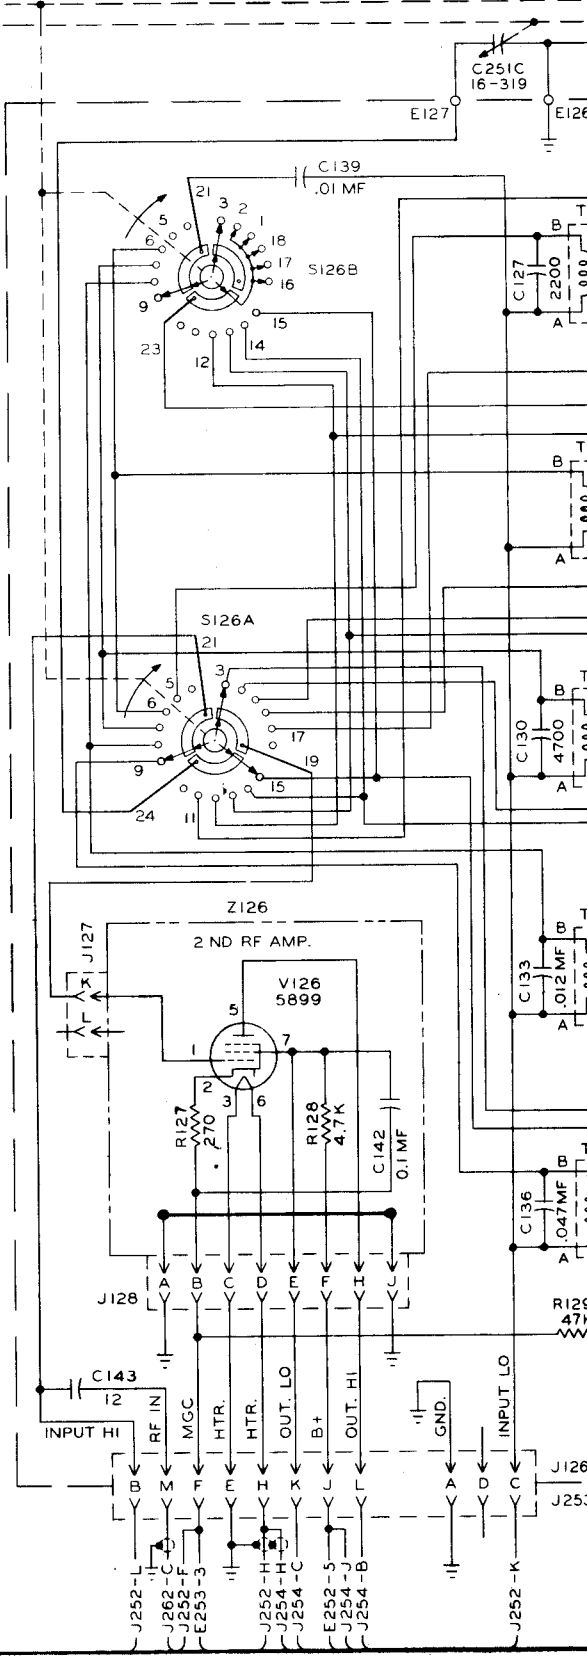 C251C
16-319
E127
E126
C139
.01 MF
21
3
2
1
18
17
16
5
6
S126B
9
15
14
12
23
B
C127
2200
A
T
B
T
A
S126A
21
3
5
6
B
T
17
C130
4700
19
9
15
A
24
11
Z126
2 ND RF AMP.
J127
K
L
V126
5899
B
T
C133
.012 MF
A
5
1
7
2
3
6
R127
270
R128
4.7K
C142
0.1 MF
B
T
C136
.047MF
A
J128
A
B
C
D
E
F
H
J
R129
47K
C143
12
INPUT HI
RF IN
MGC
HTR.
HTR.
OUT. LO
B+
OUT. HI
GND.
INPUT LO
B
M
F
E
H
K
J
L
A
D
C
J126
J253
J252-L
J262-C
J252-F
E253-3
J252-H
J254-H
J254-C
E252-5
J254-J
J254-B
J252-K